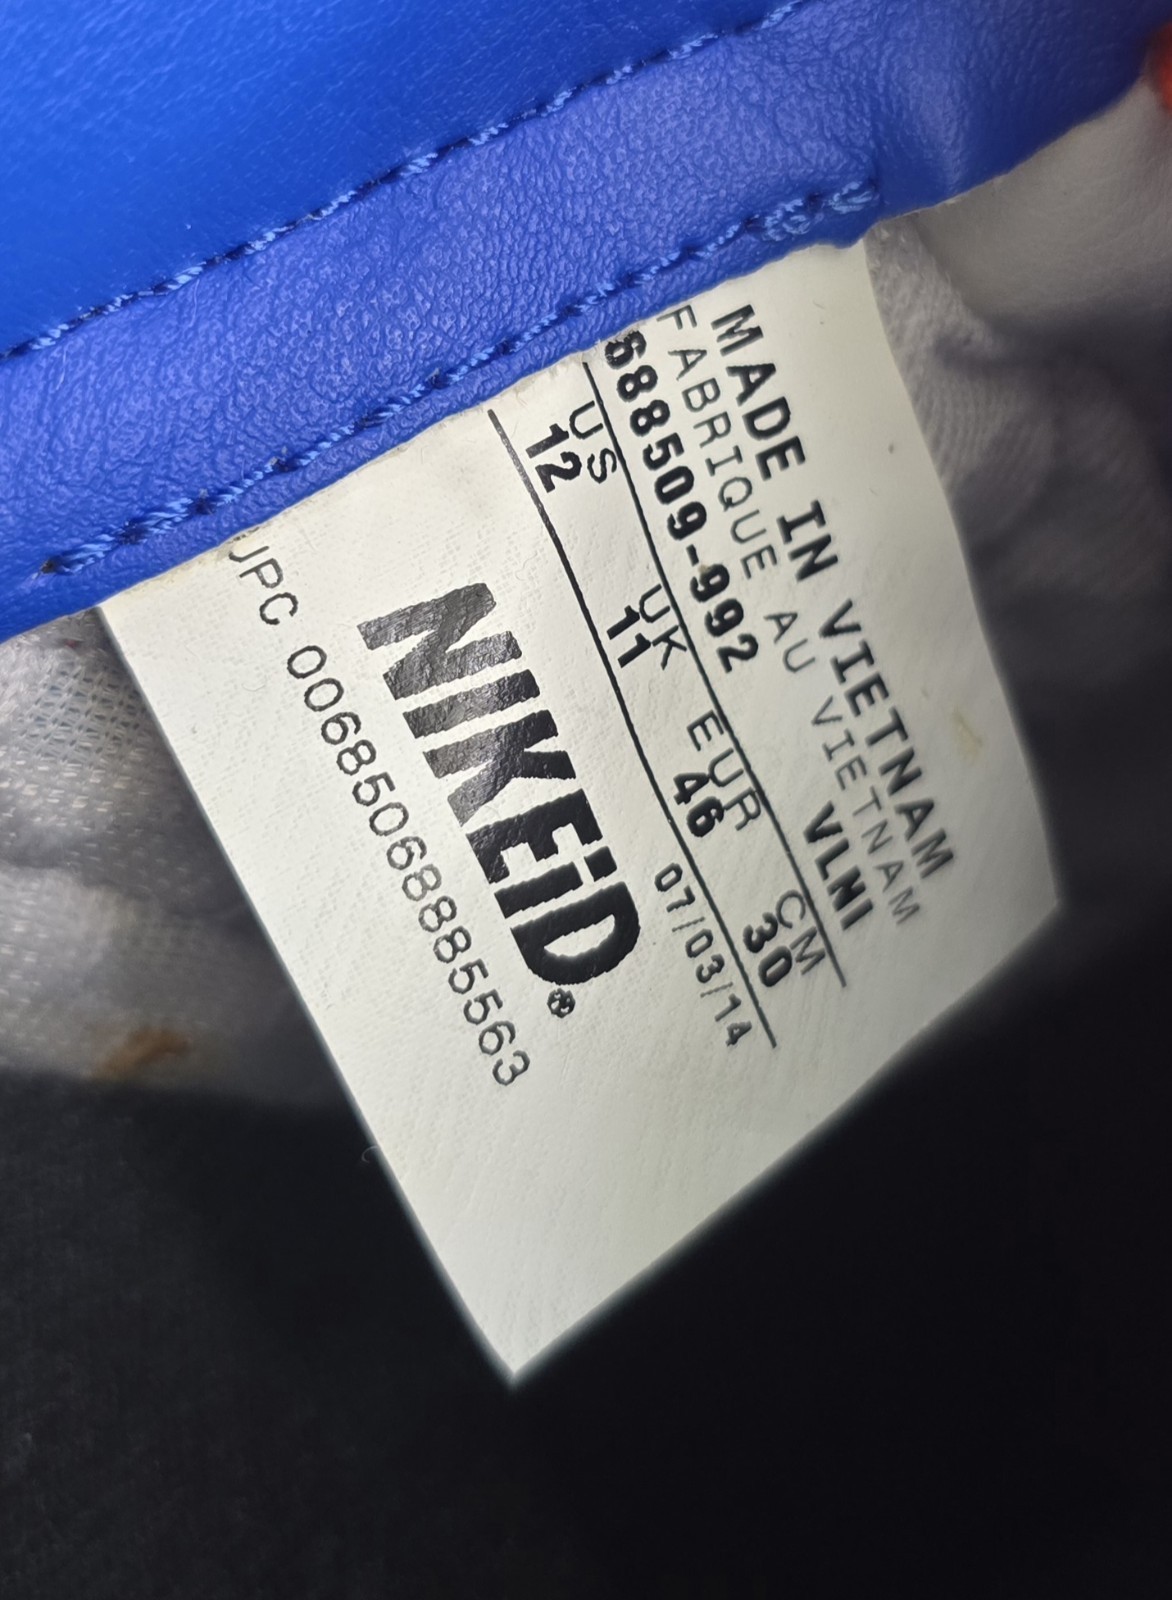 MADE IN VIETNAM
FABRIQUE AU VIETNAM
688509-992 VLNI
US UK EUR CM
12 11 46 30
07/03/14
NIKEiD®
UPC 00685068885563